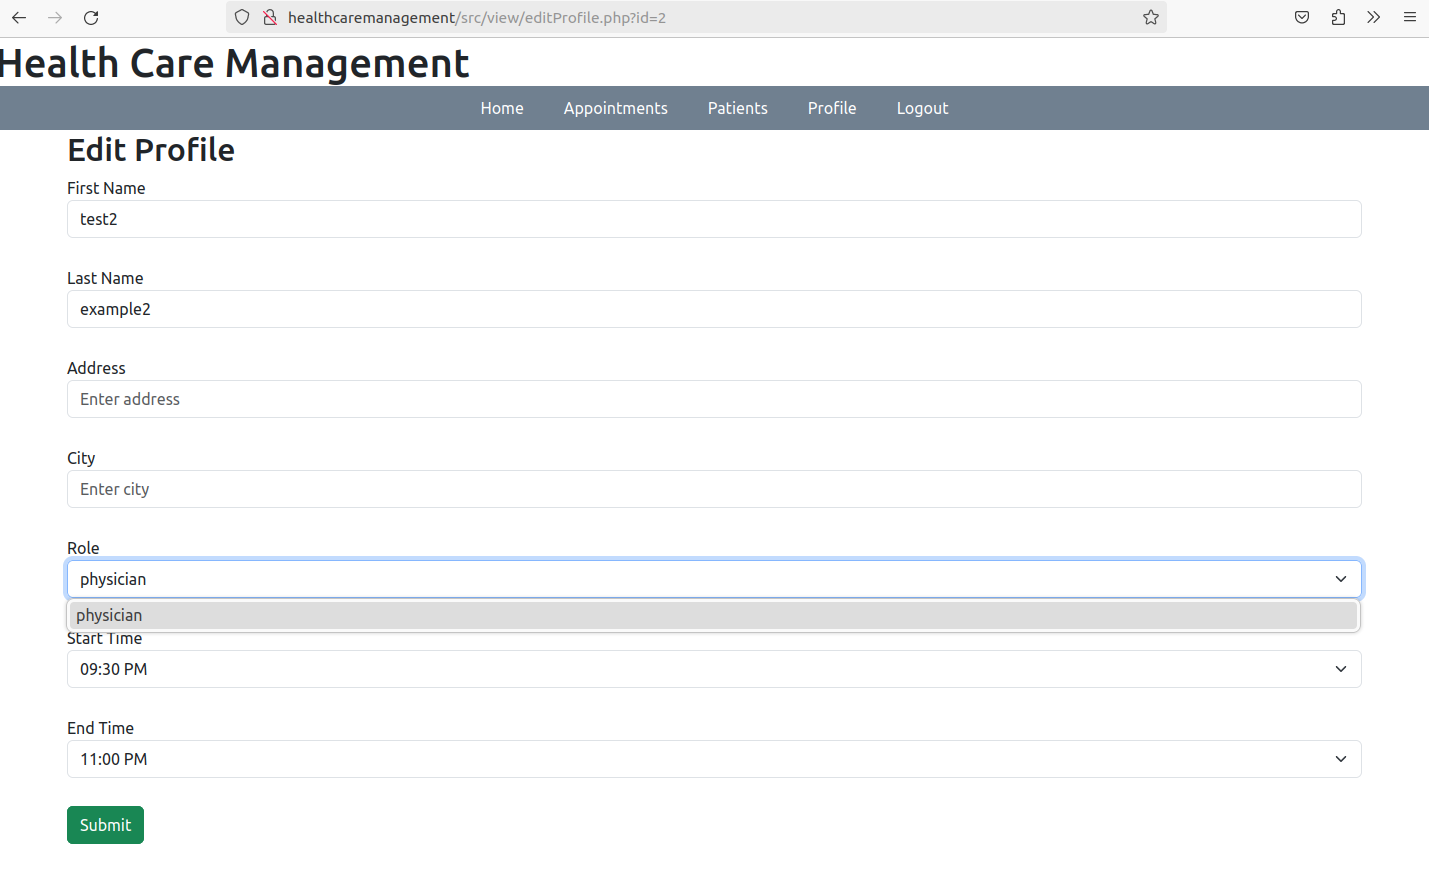 healthcaremanagement/src/view/editProfile.php?id=2
Health Care Management
Home Appointments Patients Profile Logout
Edit Profile
First Name
test2
Last Name
example2
Address
Enter address
City
Enter city
Role
physician
physician
Start Time
09:30 PM
End Time
11:00 PM
Submit